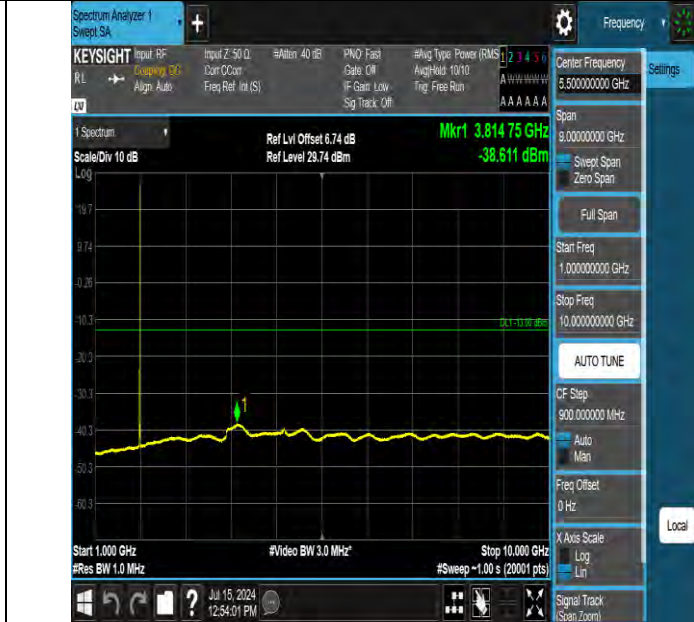 Spectrum Analyzer 1
Swept SA
+
Frequency
KEYSIGHT
RL
Input: RF
Coupling: DC
Align: Auto
Input Z: 50 Ω
Corr CCorr
Freq Ref: Int (S)
#Atten: 40 dB
PNO: Fast
Gate: Off
IF Gain: Low
Sig Track: Off
#Avg Type: Power (RMS
Avg|Hold: 10/10
Trig: Free Run
1 2 3 4 5 6
A W W W W W
A A A A A A
1 Spectrum
Scale/Div 10 dB
Log
Ref Lvl Offset 6.74 dB
Ref Level 29.74 dBm
Mkr1 3.814 75 GHz
-38.611 dBm
19.7
9.74
-0.26
-10.3
-20.3
-30.3
-40.3
-50.3
-60.3
DL1 -13.00 dBm
1
Start 1.000 GHz
#Res BW 1.0 MHz
#Video BW 3.0 MHz*
Stop 10.000 GHz
#Sweep ~1.00 s (20001 pts)
Jul 15, 2024
12:54:01 PM
?
Center Frequency
5.500000000 GHz
Settings
Span
9.00000000 GHz
Swept Span
Zero Span
Full Span
Start Freq
1.000000000 GHz
Stop Freq
10.000000000 GHz
AUTO TUNE
CF Step
900.000000 MHz
Auto
Man
Freq Offset
0 Hz
X Axis Scale
Log
Lin
Local
Signal Track
(Span Zoom)